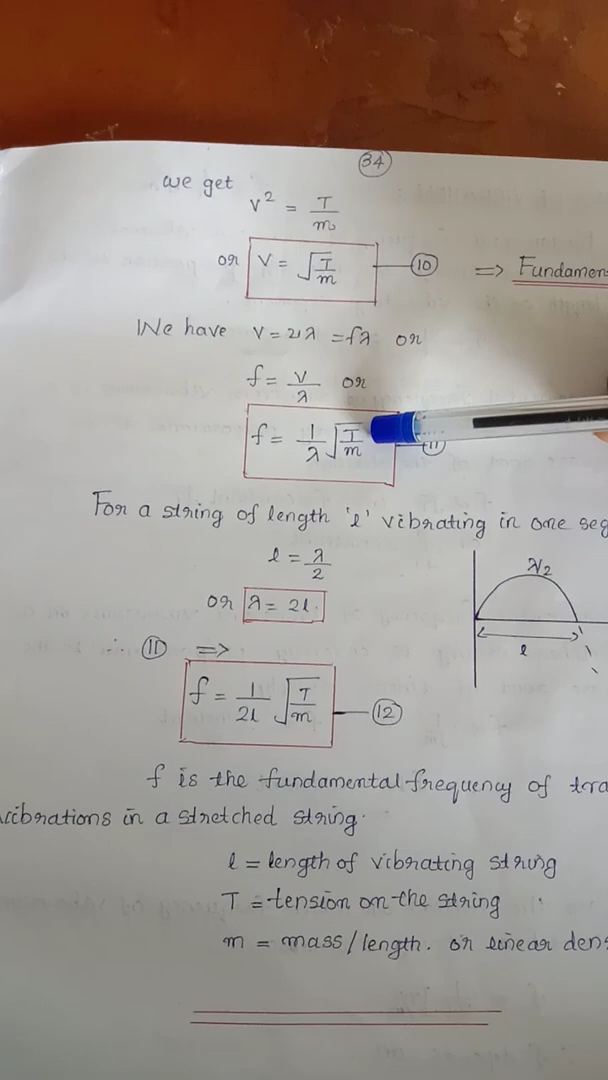 34
we get
v² = T/m
or v = √T/m — 10 => Fundamen
We have v = νλ = fλ or
f = v/λ or
f = 1/λ √T/m — 11
For a string of length 'l' vibrating in one seg
l = λ/2
λ/2
or λ = 2l.
l
∴ 11 =>
f = 1/2l √T/m — 12
f is the fundamental frequency of tra
vibrations in a stretched string.
l = length of vibrating string
T = tension on the string
m = mass/length. or linear den